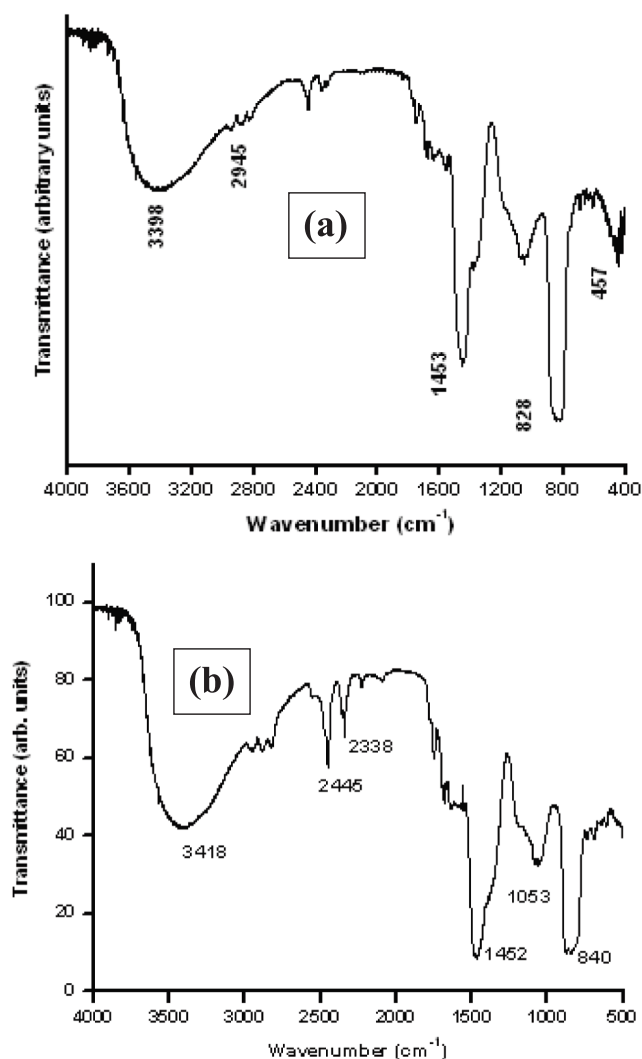 Transmittance (arbitrary units)
(a)
3398
2945
1453
828
457
4000 3600 3200 2800 2400 2000 1600 1200 800 400
Wavenumber (cm⁻¹)
Transmittance (arb. units)
100
80
60
40
20
0
(b)
3418
2445
2338
1452
1053
840
4000 3500 3000 2500 2000 1500 1000 500
Wavenumber (cm⁻¹)